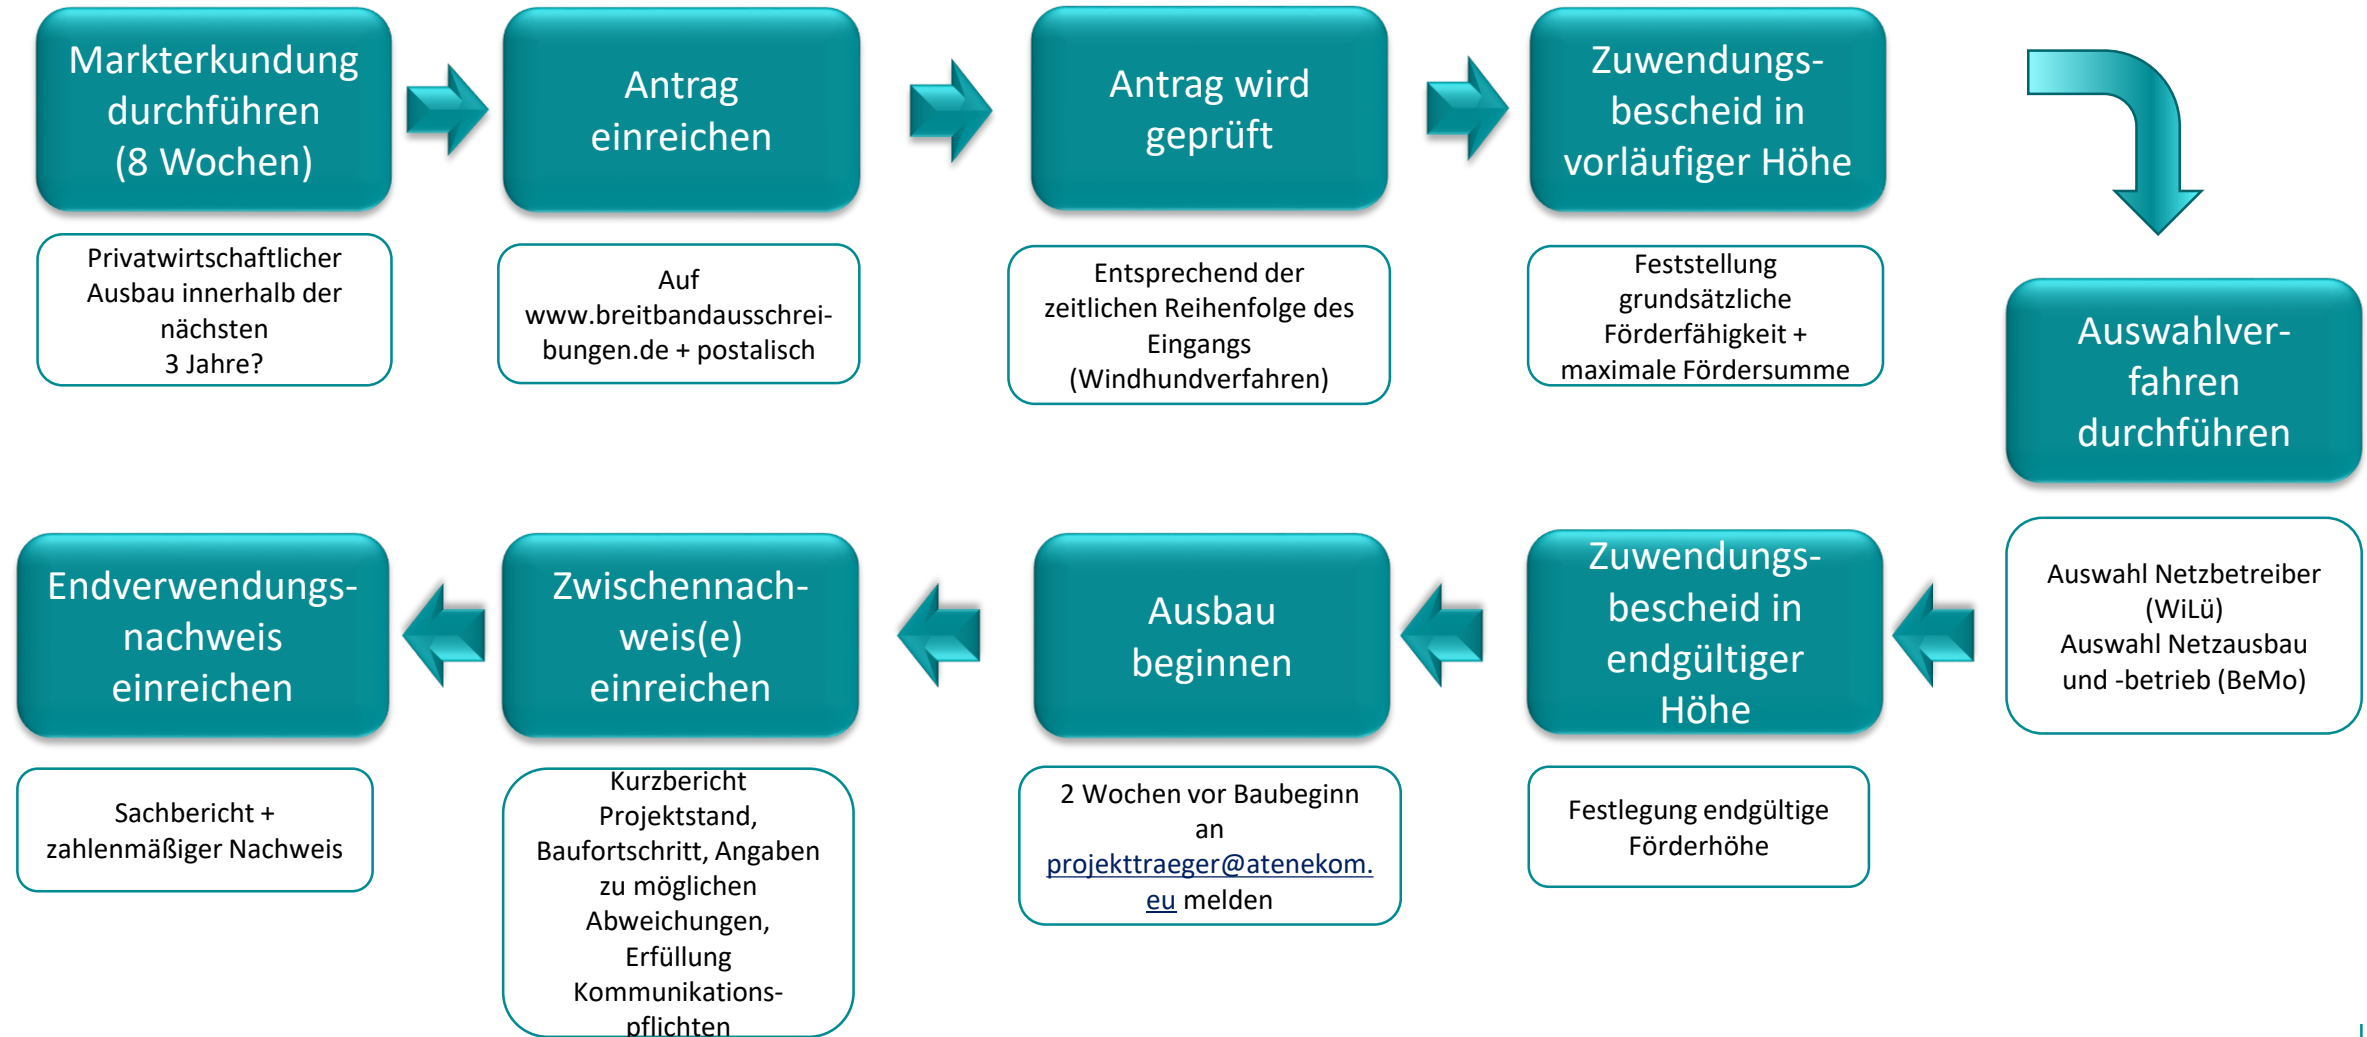 Markterkundung
durchführen
(8 Wochen)
Privatwirtschaftlicher
Ausbau innerhalb der
nächsten
3 Jahre?
Antrag
einreichen
Auf
www.breitbandausschrei-
bungen.de + postalisch
Antrag wird
geprüft
Entsprechend der
zeitlichen Reihenfolge des
Eingangs
(Windhundverfahren)
Zuwendungs-
bescheid in
vorläufiger Höhe
Feststellung
grundsätzliche
Förderfähigkeit +
maximale Fördersumme
Auswahlver-
fahren
durchführen
Auswahl Netzbetreiber
(WiLü)
Auswahl Netzausbau
und -betrieb (BeMo)
Zuwendungs-
bescheid in
endgültiger
Höhe
Festlegung endgültige
Förderhöhe
Ausbau
beginnen
2 Wochen vor Baubeginn
an
projekttraeger@atenekom.
eu melden
Zwischennach-
weis(e)
einreichen
Kurzbericht
Projektstand,
Baufortschritt, Angaben
zu möglichen
Abweichungen,
Erfüllung
Kommunikations-
pflichten
Endverwendungs-
nachweis
einreichen
Sachbericht +
zahlenmäßiger Nachweis